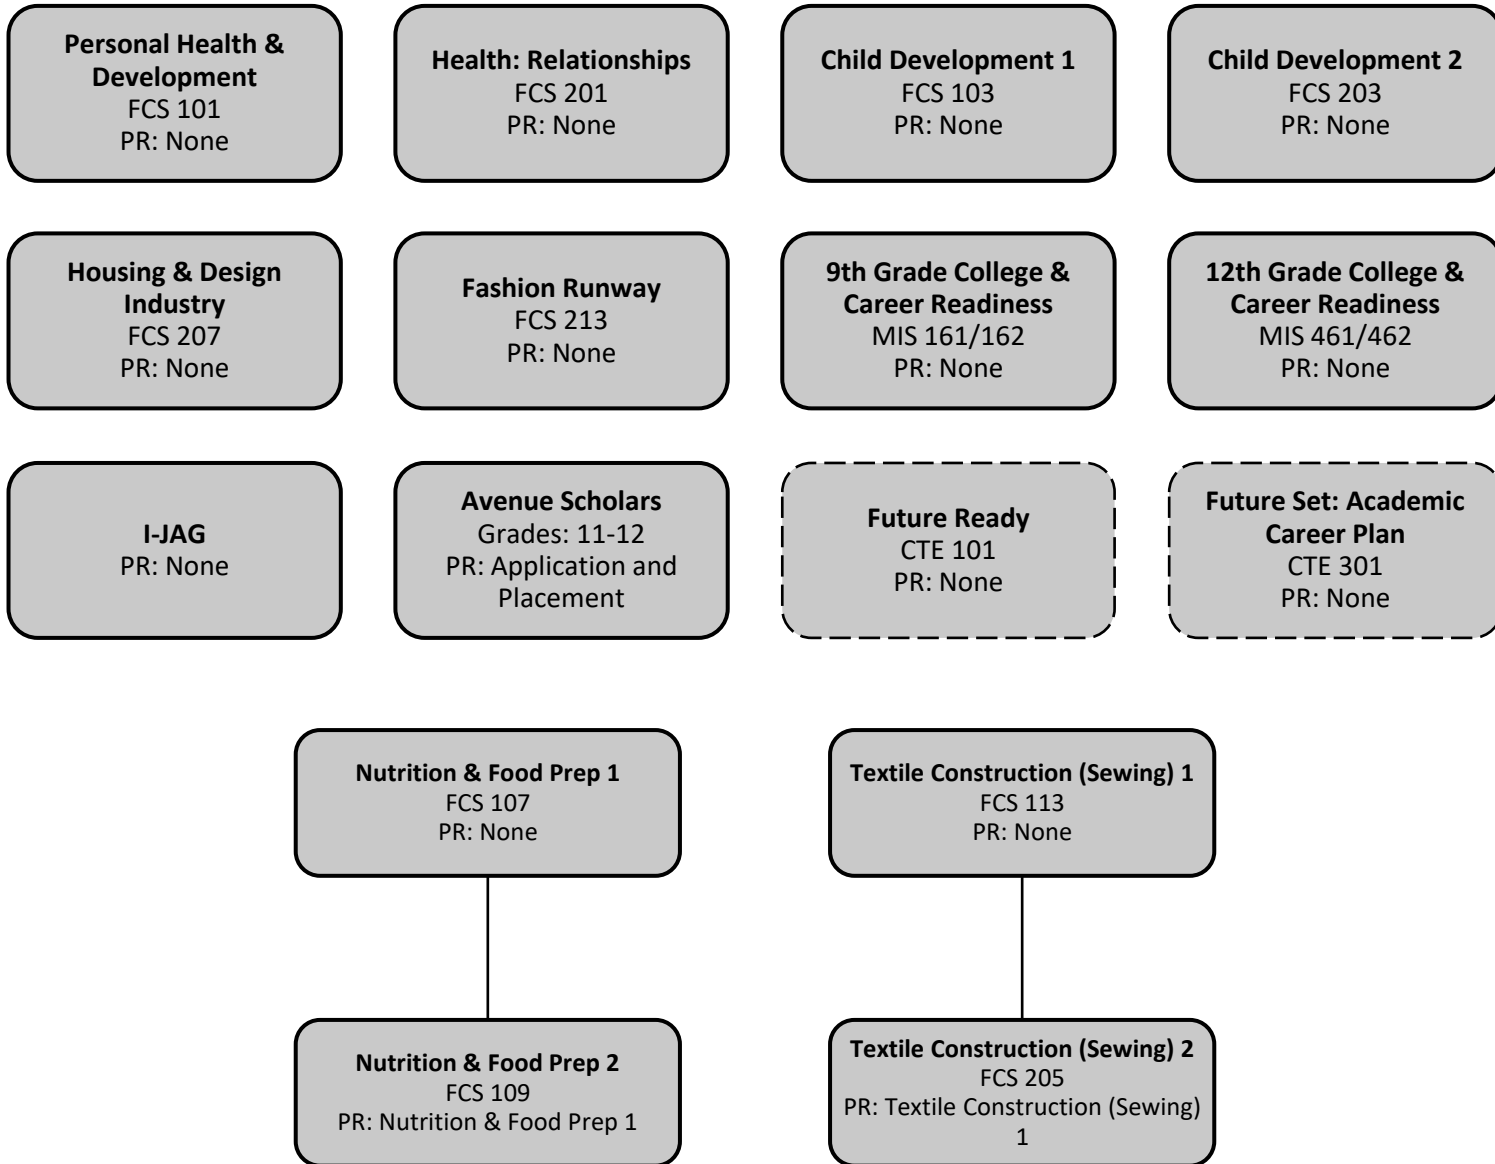 Personal Health &
Development
FCS 101
PR: None
Health: Relationships
FCS 201
PR: None
Child Development 1
FCS 103
PR: None
Child Development 2
FCS 203
PR: None
Housing & Design
Industry
FCS 207
PR: None
Fashion Runway
FCS 213
PR: None
9th Grade College &
Career Readiness
MIS 161/162
PR: None
12th Grade College &
Career Readiness
MIS 461/462
PR: None
I-JAG
PR: None
Avenue Scholars
Grades: 11-12
PR: Application and
Placement
Future Ready
CTE 101
PR: None
Future Set: Academic
Career Plan
CTE 301
PR: None
Nutrition & Food Prep 1
FCS 107
PR: None
Textile Construction (Sewing) 1
FCS 113
PR: None
Nutrition & Food Prep 2
FCS 109
PR: Nutrition & Food Prep 1
Textile Construction (Sewing) 2
FCS 205
PR: Textile Construction (Sewing)
1